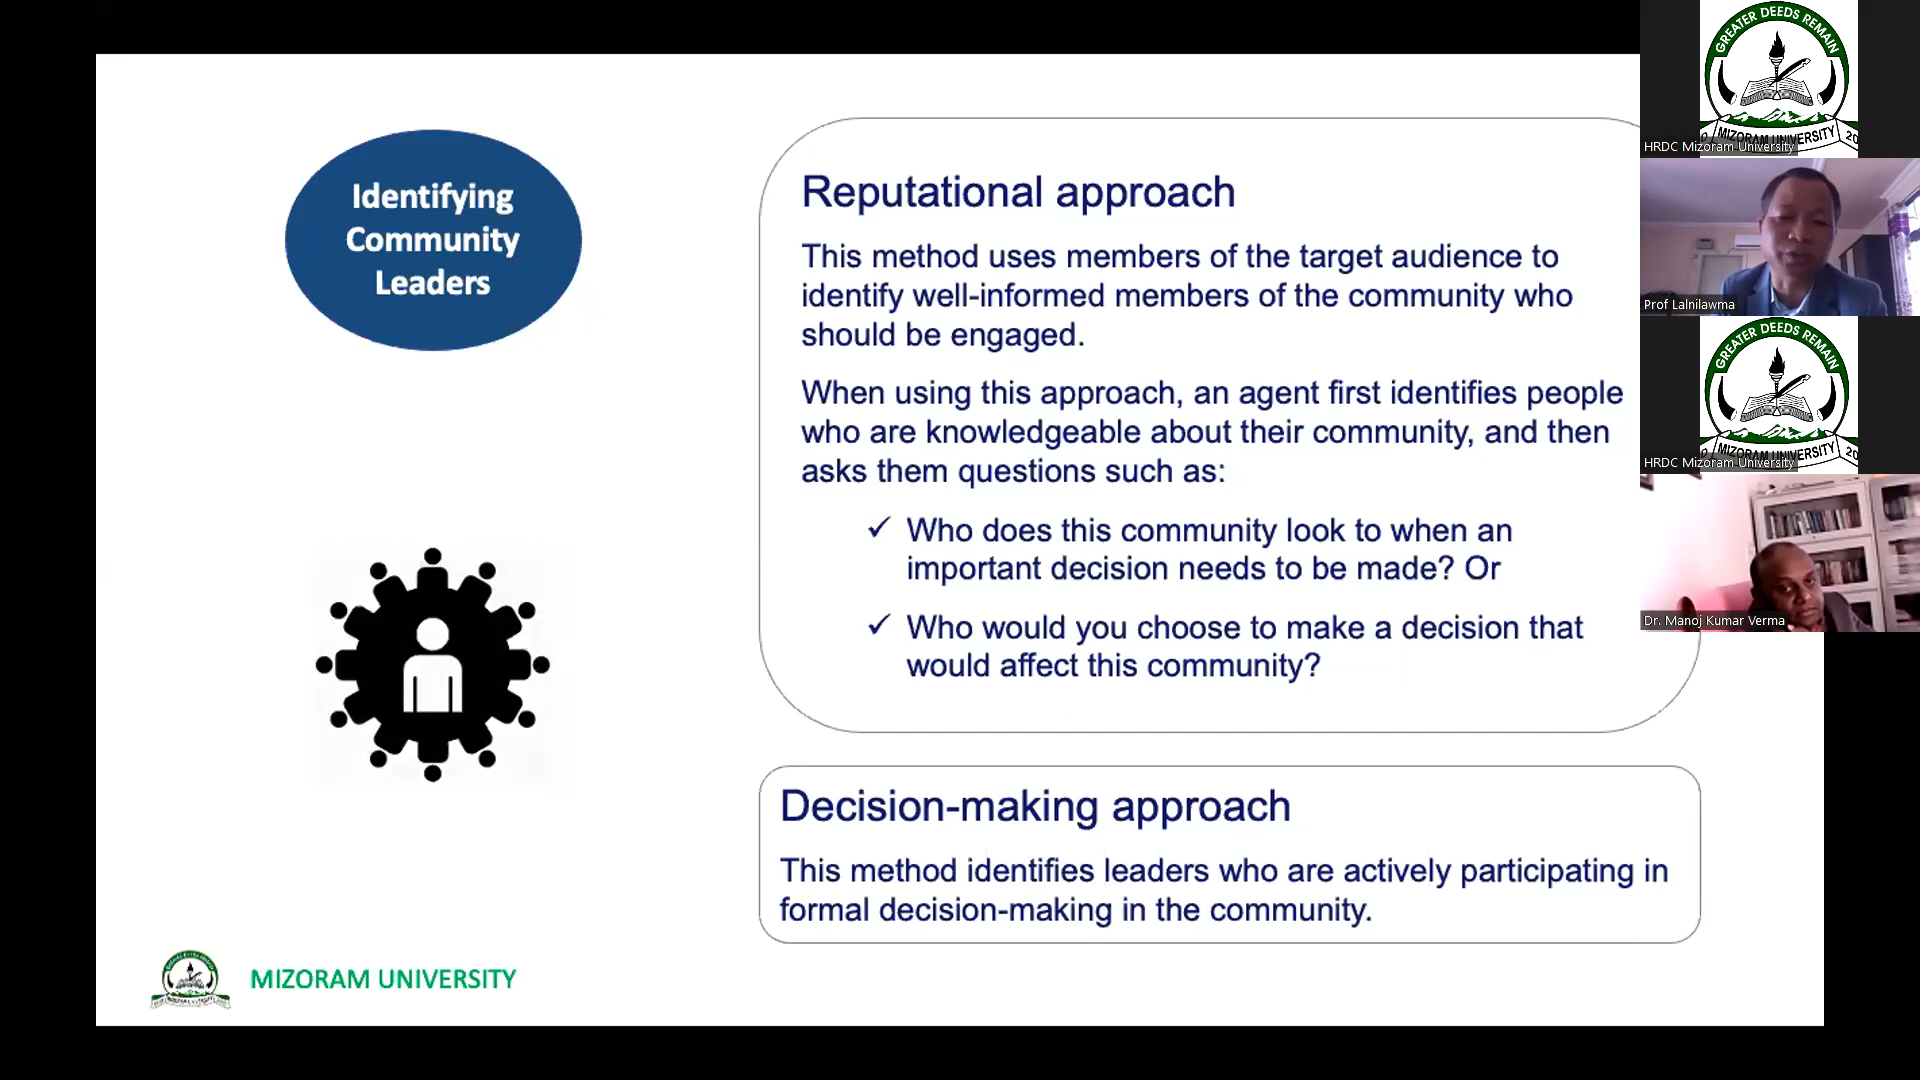 Identifying
Community
Leaders
Reputational approach
This method uses members of the target audience to
identify well-informed members of the community who
should be engaged.
When using this approach, an agent first identifies people
who are knowledgeable about their community, and then
asks them questions such as:
✓ Who does this community look to when an
important decision needs to be made? Or
✓ Who would you choose to make a decision that
would affect this community?
Decision-making approach
This method identifies leaders who are actively participating in
formal decision-making in the community.
MIZORAM UNIVERSITY
GREATER DEEDS REMAIN
MIZORAM UNIVERSITY
HRDC Mizoram University
Prof Lalnilawma
GREATER DEEDS REMAIN
MIZORAM UNIVERSITY
HRDC Mizoram University
Dr. Manoj Kumar Verma